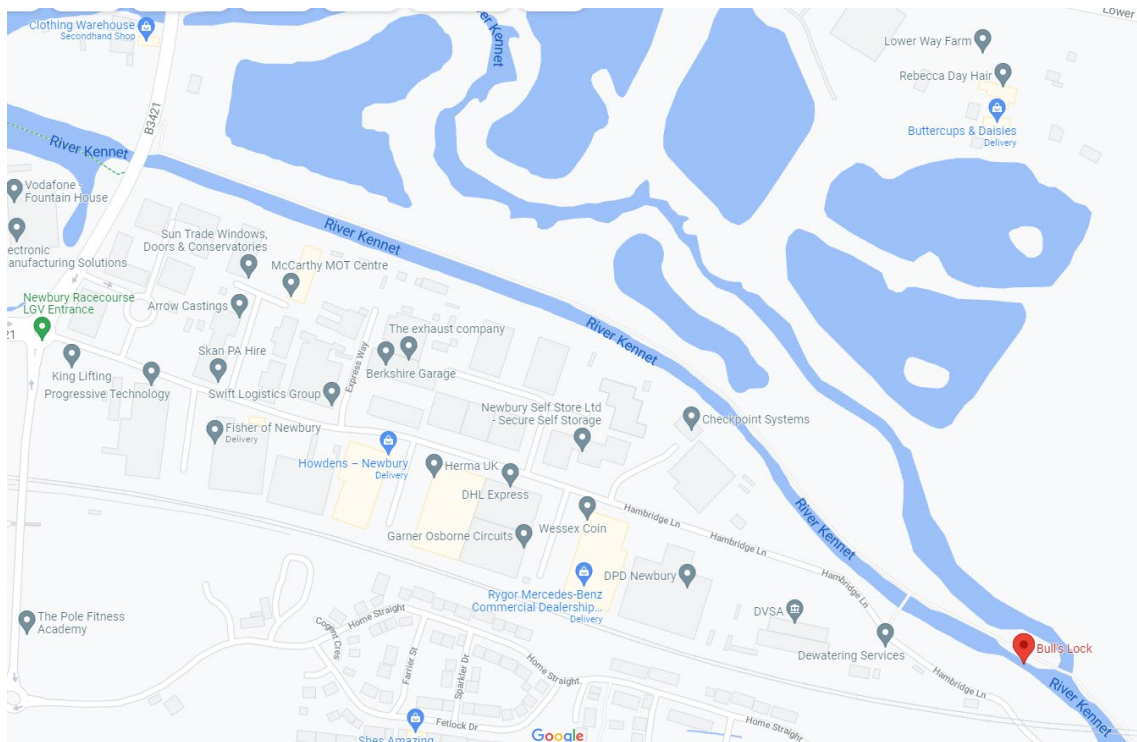 Lower
Clothing Warehouse
Secondhand Shop
Kennet
Lower Way Farm
Rebecca Day Hair
B3421
Buttercups & Daisies
Delivery
River Kennet
Vodafone -
Fountain House
River Kennet
Sun Trade Windows,
Doors & Conservatories
ectronic
anufacturing Solutions
McCarthy MOT Centre
Newbury Racecourse
LGV Entrance
Arrow Castings
21
River Kennet
The exhaust company
Express Way
Skan PA Hire
King Lifting
Berkshire Garage
Progressive Technology
Swift Logistics Group
Newbury Self Store Ltd
- Secure Self Storage
Checkpoint Systems
Fisher of Newbury
Delivery
Howdens – Newbury
Delivery
Herma UK
DHL Express
Hambridge Ln
River Kennet
Wessex Coin
Garner Osborne Circuits
Hambridge Ln
DPD Newbury
Hambridge Ln
Rygor Mercedes-Benz
Commercial Dealership...
Delivery
The Pole Fitness
Academy
Home Straight
Cogent Cres
DVSA
Dewatering Services
Bull's Lock
Farrier St
Sparkler Dr
Home Straight
Hambridge Ln
River Kennet
Fetlock Dr
Home Straight
Shes Amazing
Google